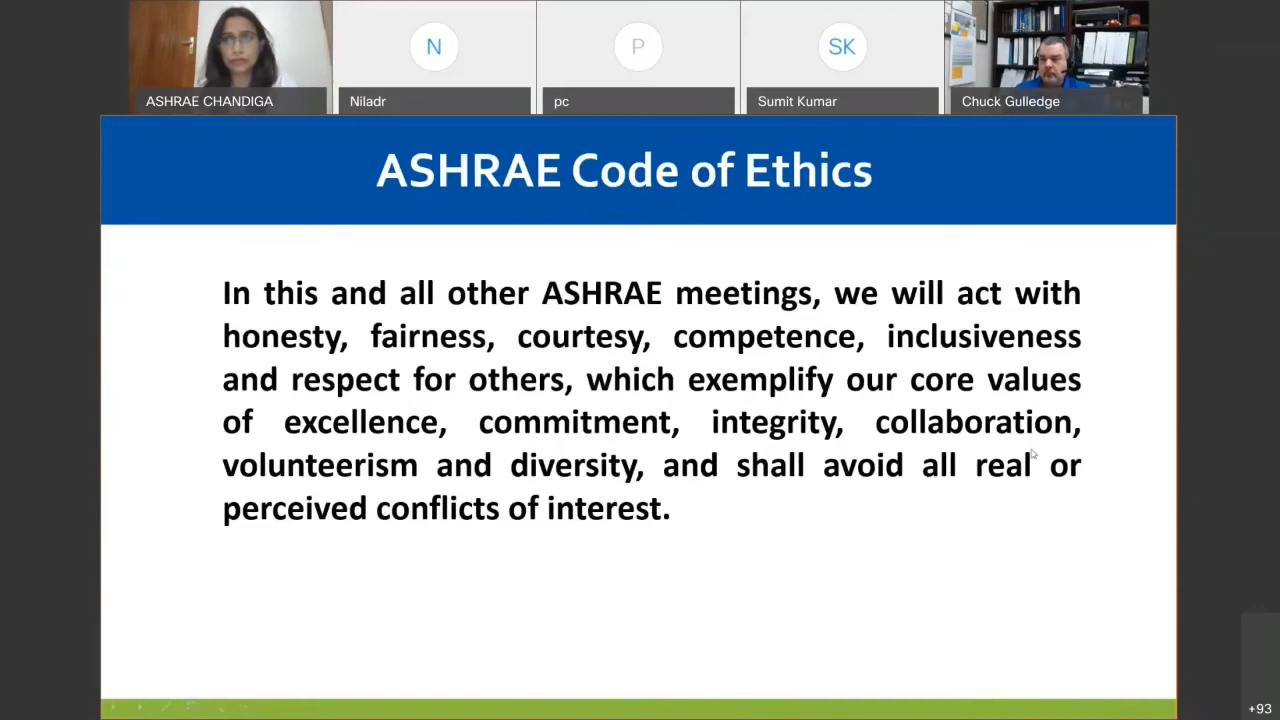 N
P
SK
ASHRAE CHANDIGA
Niladr
pc
Sumit Kumar
Chuck Gulledge
ASHRAE Code of Ethics
In this and all other ASHRAE meetings, we will act with
honesty, fairness, courtesy, competence, inclusiveness
and respect for others, which exemplify our core values
of excellence, commitment, integrity, collaboration,
volunteerism and diversity, and shall avoid all real or
perceived conflicts of interest.
+93